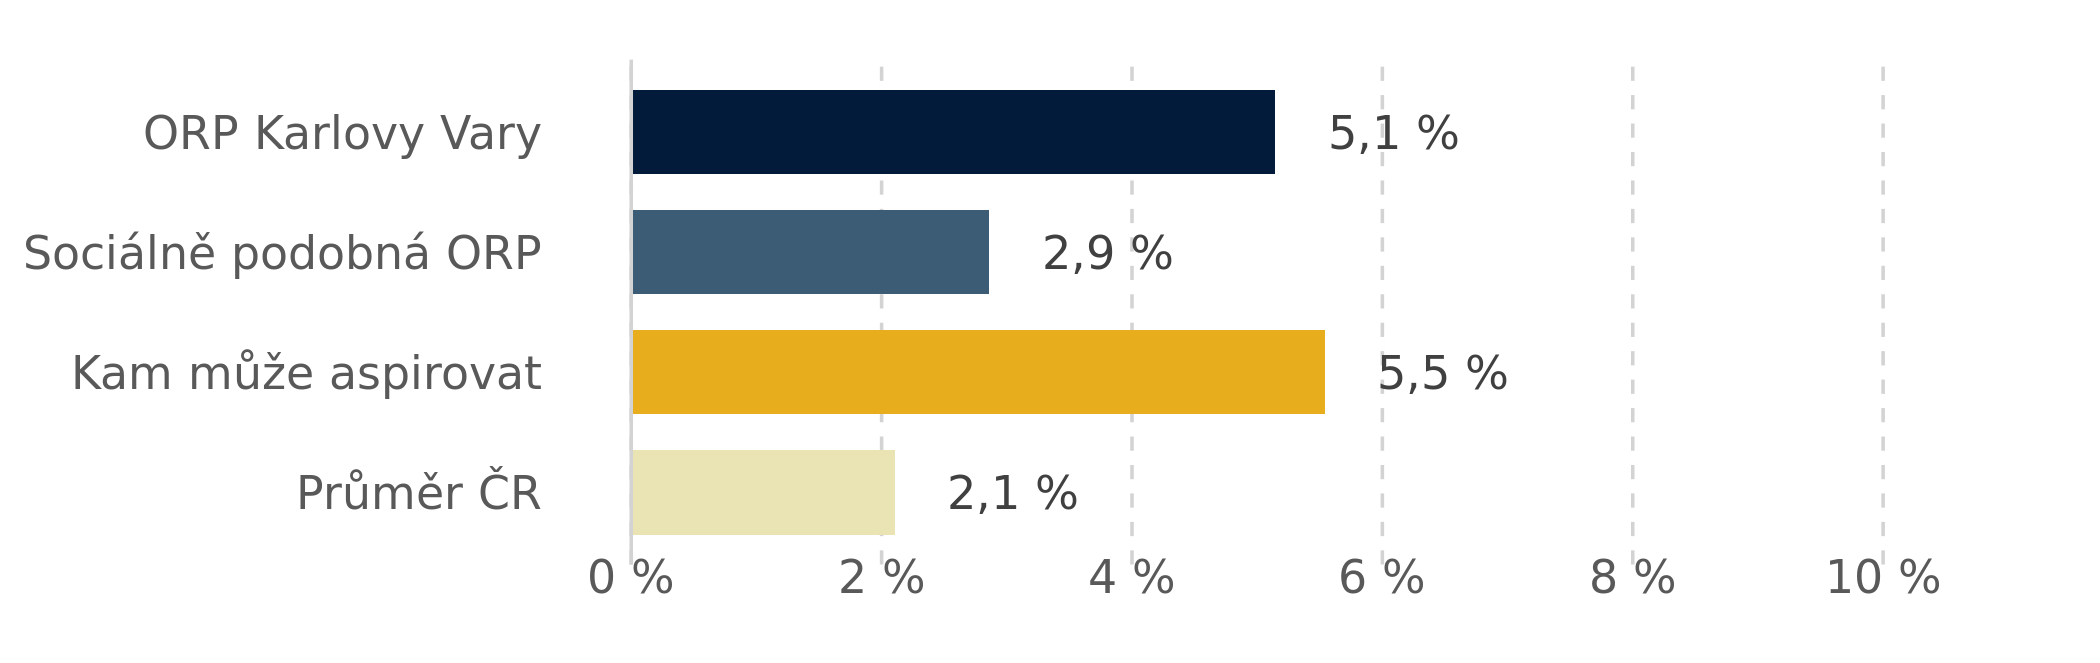 ORP Karlovy Vary 5,1 %
Sociálně podobná ORP 2,9 %
Kam může aspirovat 5,5 %
Průměr ČR 2,1 %
0 % 2 % 4 % 6 % 8 % 10 %